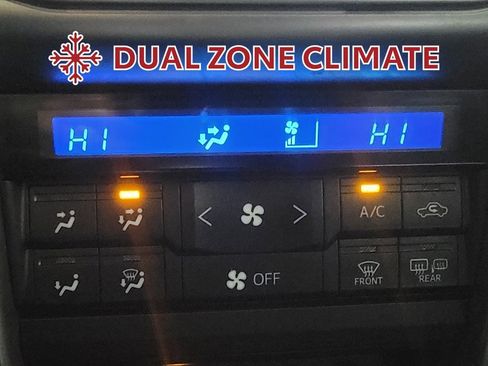 DUAL ZONE CLIMATE
HI HI
< >
A/C
OFF
FRONT
REAR